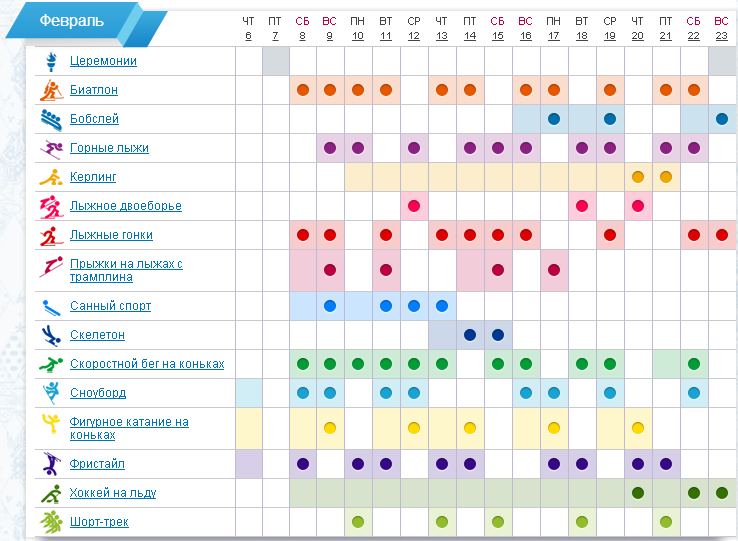 Февраль
ЧТ ПТ СБ ВС ПН ВТ СР ЧТ ПТ СБ ВС ПН ВТ СР ЧТ ПТ СБ ВС
6 7 8 9 10 11 12 13 14 15 16 17 18 19 20 21 22 23
Церемонии
Биатлон
Бобслей
Горные лыжи
Керлинг
Лыжное двоеборье
Лыжные гонки
Прыжки на лыжах с
трамплина
Санный спорт
Скелетон
Скоростной бег на коньках
Сноуборд
Фигурное катание на
коньках
Фристайл
Хоккей на льду
Шорт-трек